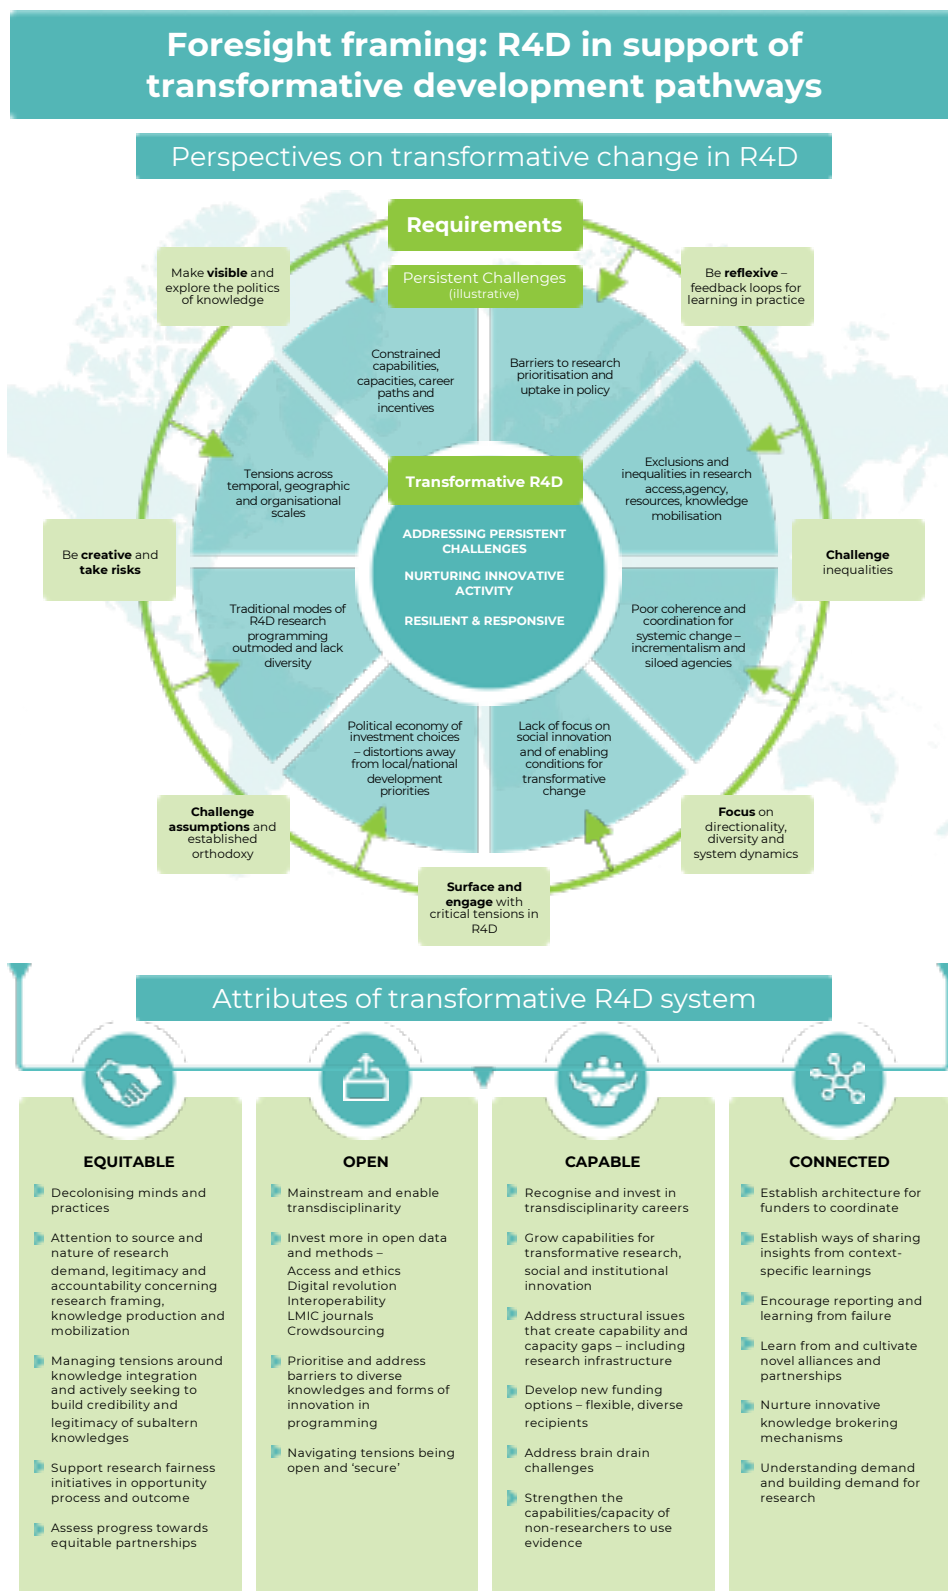 Foresight framing: R4D in support of
transformative development pathways
Perspectives on transformative change in R4D
Requirements
Persistent Challenges
(illustrative)
Make visible and
explore the politics
of knowledge
Be reflexive –
feedback loops for
learning in practice
Constrained
capabilities,
capacities, career
paths and
incentives
Barriers to research
prioritisation and
uptake in policy
Tensions across
temporal, geographic
and organisational
scales
Exclusions and
inequalities in research
access,agency,
resources, knowledge
mobilisation
Transformative R4D
ADDRESSING PERSISTENT
CHALLENGES
NURTURING INNOVATIVE
ACTIVITY
RESILIENT & RESPONSIVE
Be creative and
take risks
Challenge
inequalities
Traditional modes of
R4D research
programming
outmoded and lack
diversity
Poor coherence and
coordination for
systemic change –
incrementalism and
siloed agencies
Political economy of
investment choices
– distortions away
from local/national
development
priorities
Lack of focus on
social innovation
and of enabling
conditions for
transformative
change
Challenge
assumptions and
established
orthodoxy
Focus on
directionality,
diversity and
system dynamics
Surface and
engage with
critical tensions in
R4D
Attributes of transformative R4D system
EQUITABLE
Decolonising minds and
practices
Attention to source and
nature of research
demand, legitimacy and
accountability concerning
research framing,
knowledge production and
mobilization
Managing tensions around
knowledge integration
and actively seeking to
build credibility and
legitimacy of subaltern
knowledges
Support research fairness
initiatives in opportunity
process and outcome
Assess progress towards
equitable partnerships
OPEN
Mainstream and enable
transdisciplinarity
Invest more in open data
and methods –
Access and ethics
Digital revolution
Interoperability
LMIC journals
Crowdsourcing
Prioritise and address
barriers to diverse
knowledges and forms of
innovation in
programming
Navigating tensions being
open and ‘secure’
CAPABLE
Recognise and invest in
transdisciplinarity careers
Grow capabilities for
transformative research,
social and institutional
innovation
Address structural issues
that create capability and
capacity gaps – including
research infrastructure
Develop new funding
options – flexible, diverse
recipients
Address brain drain
challenges
Strengthen the
capabilities/capacity of
non-researchers to use
evidence
CONNECTED
Establish architecture for
funders to coordinate
Establish ways of sharing
insights from context-
specific learnings
Encourage reporting and
learning from failure
Learn from and cultivate
novel alliances and
partnerships
Nurture innovative
knowledge brokering
mechanisms
Understanding demand
and building demand for
research